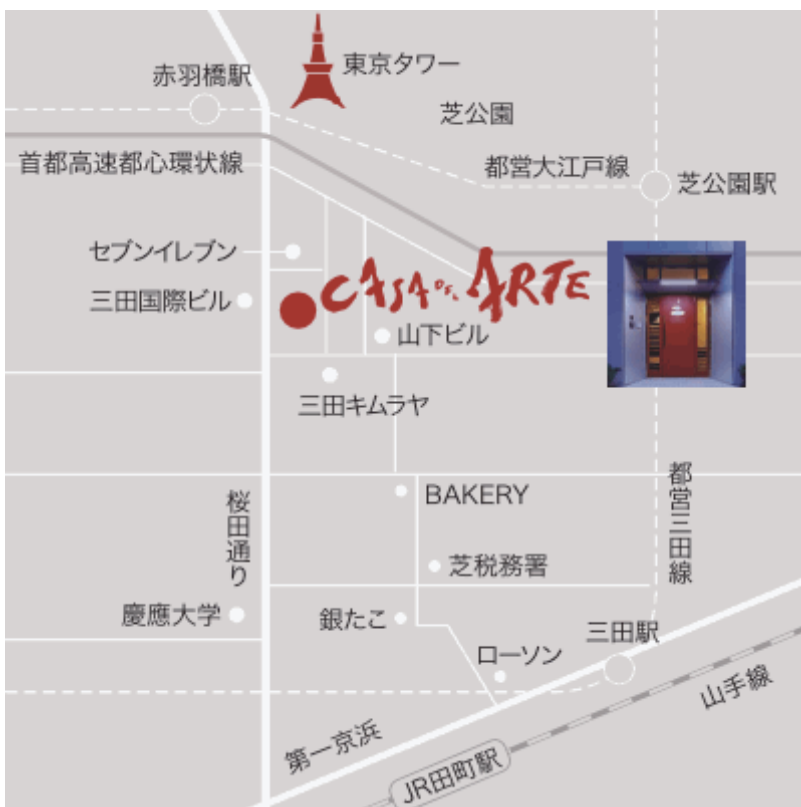 東京タワー
赤羽橋駅
芝公園
首都高速都心環状線
都営大江戸線
芝公園駅
セブンイレブン
CASA DEL ARTE
三田国際ビル
山下ビル
三田キムラヤ
都営三田線
BAKERY
桜田通り
芝税務署
慶應大学
銀たこ
三田駅
ローソン
山手線
第一京浜
JR田町駅